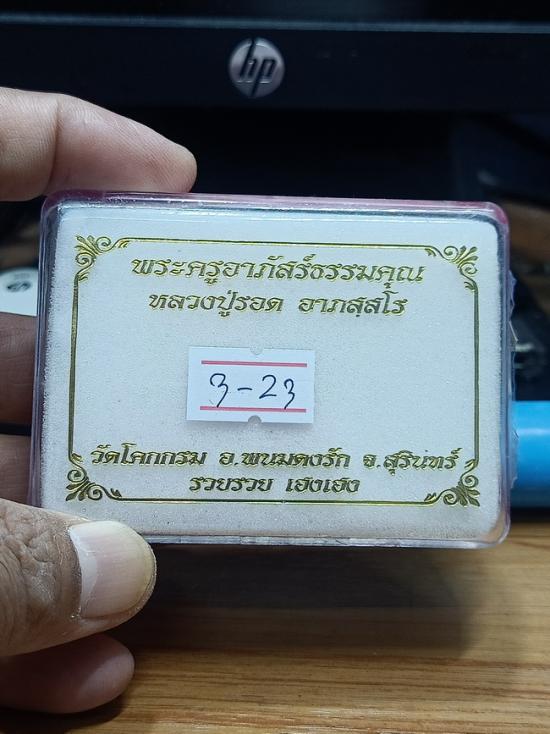 hp
พระครูอาภัสร์ธรรมคุณ
หลวงปู่รอด อาภสฺสโร
3-23
วัดโคกกรม อ.พนมดงรัก จ.สุรินทร์
รวยรวย เฮงเฮง